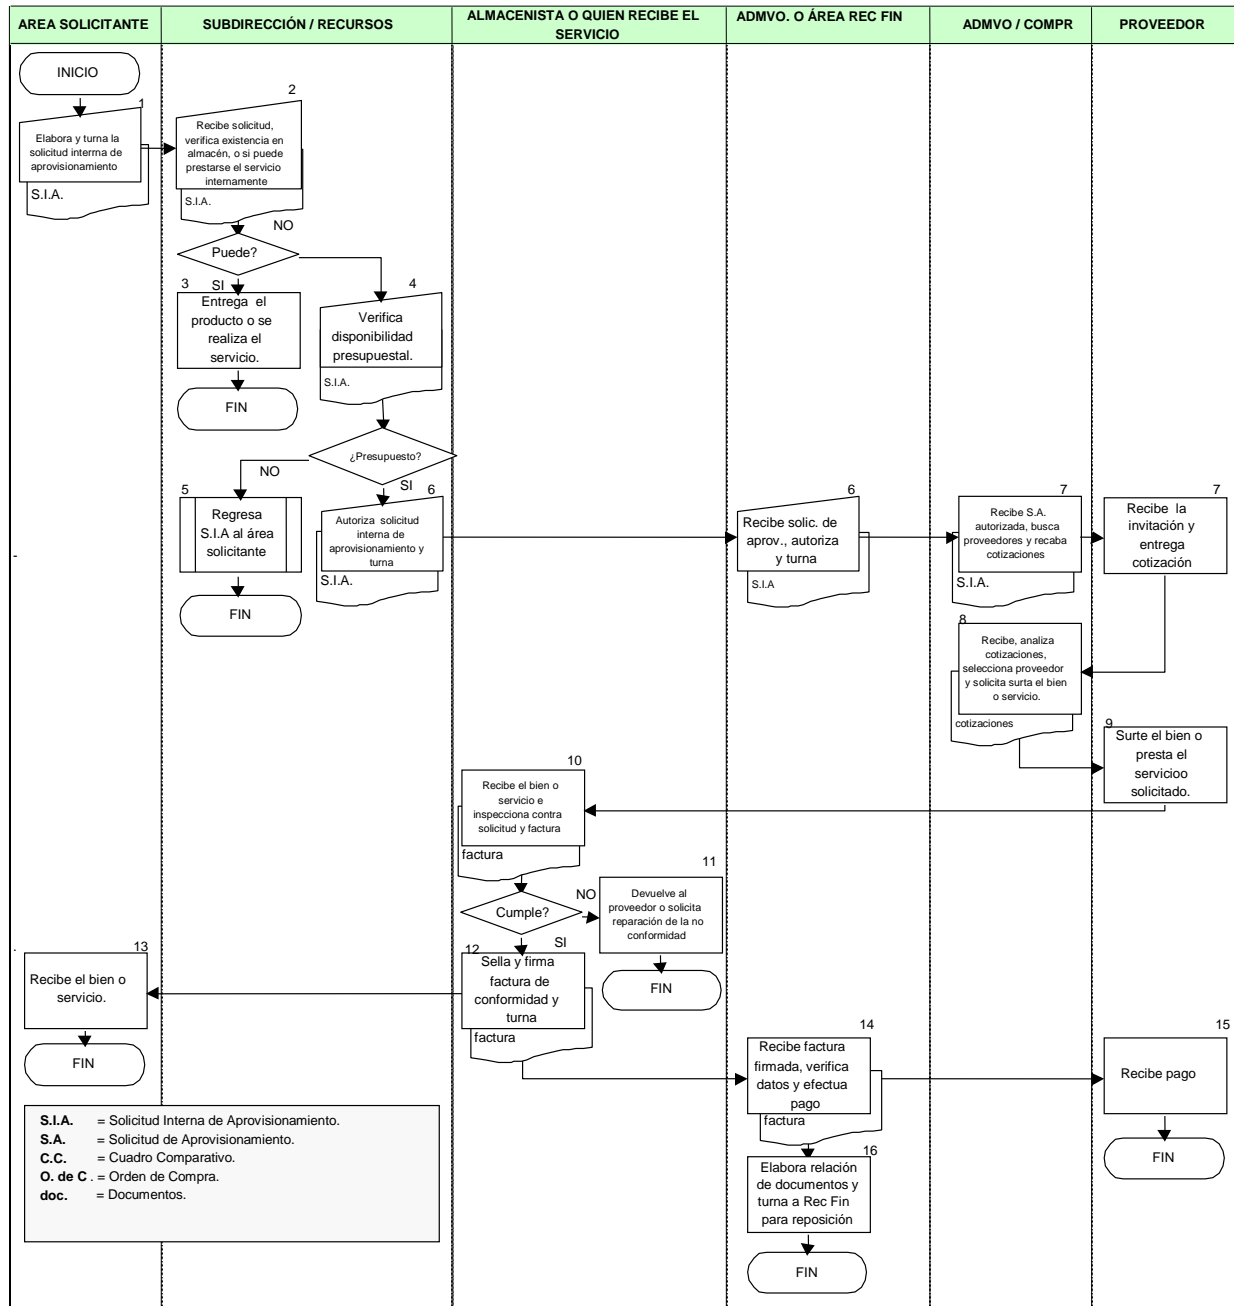 AREA SOLICITANTE
SUBDIRECCIÓN / RECURSOS
ALMACENISTA O QUIEN RECIBE EL
SERVICIO
ADMVO. O ÁREA REC FIN
ADMVO / COMPR
PROVEEDOR
INICIO
1
Elabora y turna la
solicitud interrna de
aprovisionamiento
S.I.A.
2
Recibe solicitud,
verifica existencia en
almacén, o si puede
prestarse el servicio
internamente
S.I.A.
NO
Puede?
SI
3
Entrega el
producto o se
realiza el
servicio.
FIN
4
Verifica
disponibilidad
presupuestal.
S.I.A.
¿Presupuesto?
NO
SI
5
Regresa
S.I.A al área
solicitante
FIN
6
Autoriza solicitud
interna de
aprovisionamiento y
turna
S.I.A.
6
Recibe solic. de
aprov., autoriza
y turna
S.I.A
7
Recibe S.A.
autorizada, busca
proveedores y recaba
cotizaciones
S.I.A.
7
Recibe la
invitación y
entrega
cotización
8
Recibe, analiza
cotizaciones,
selecciona proveedor
y solicita surta el bien
o servicio.
cotizaciones
9
Surte el bien o
presta el
servicioo
solicitado.
10
Recibe el bien o
servicio e
inspecciona contra
solicitud y factura
factura
Cumple?
NO
SI
11
Devuelve al
proveedor o solicita
reparación de la no
conformidad
FIN
12
Sella y firma
factura de
conformidad y
turna
factura
13
Recibe el bien o
servicio.
FIN
14
Recibe factura
firmada, verifica
datos y efectua
pago
factura
15
Recibe pago
FIN
16
Elabora relación
de documentos y
turna a Rec Fin
para reposición
FIN
S.I.A. = Solicitud Interna de Aprovisionamiento.
S.A. = Solicitud de Aprovisionamiento.
C.C. = Cuadro Comparativo.
O. de C . = Orden de Compra.
doc. = Documentos.